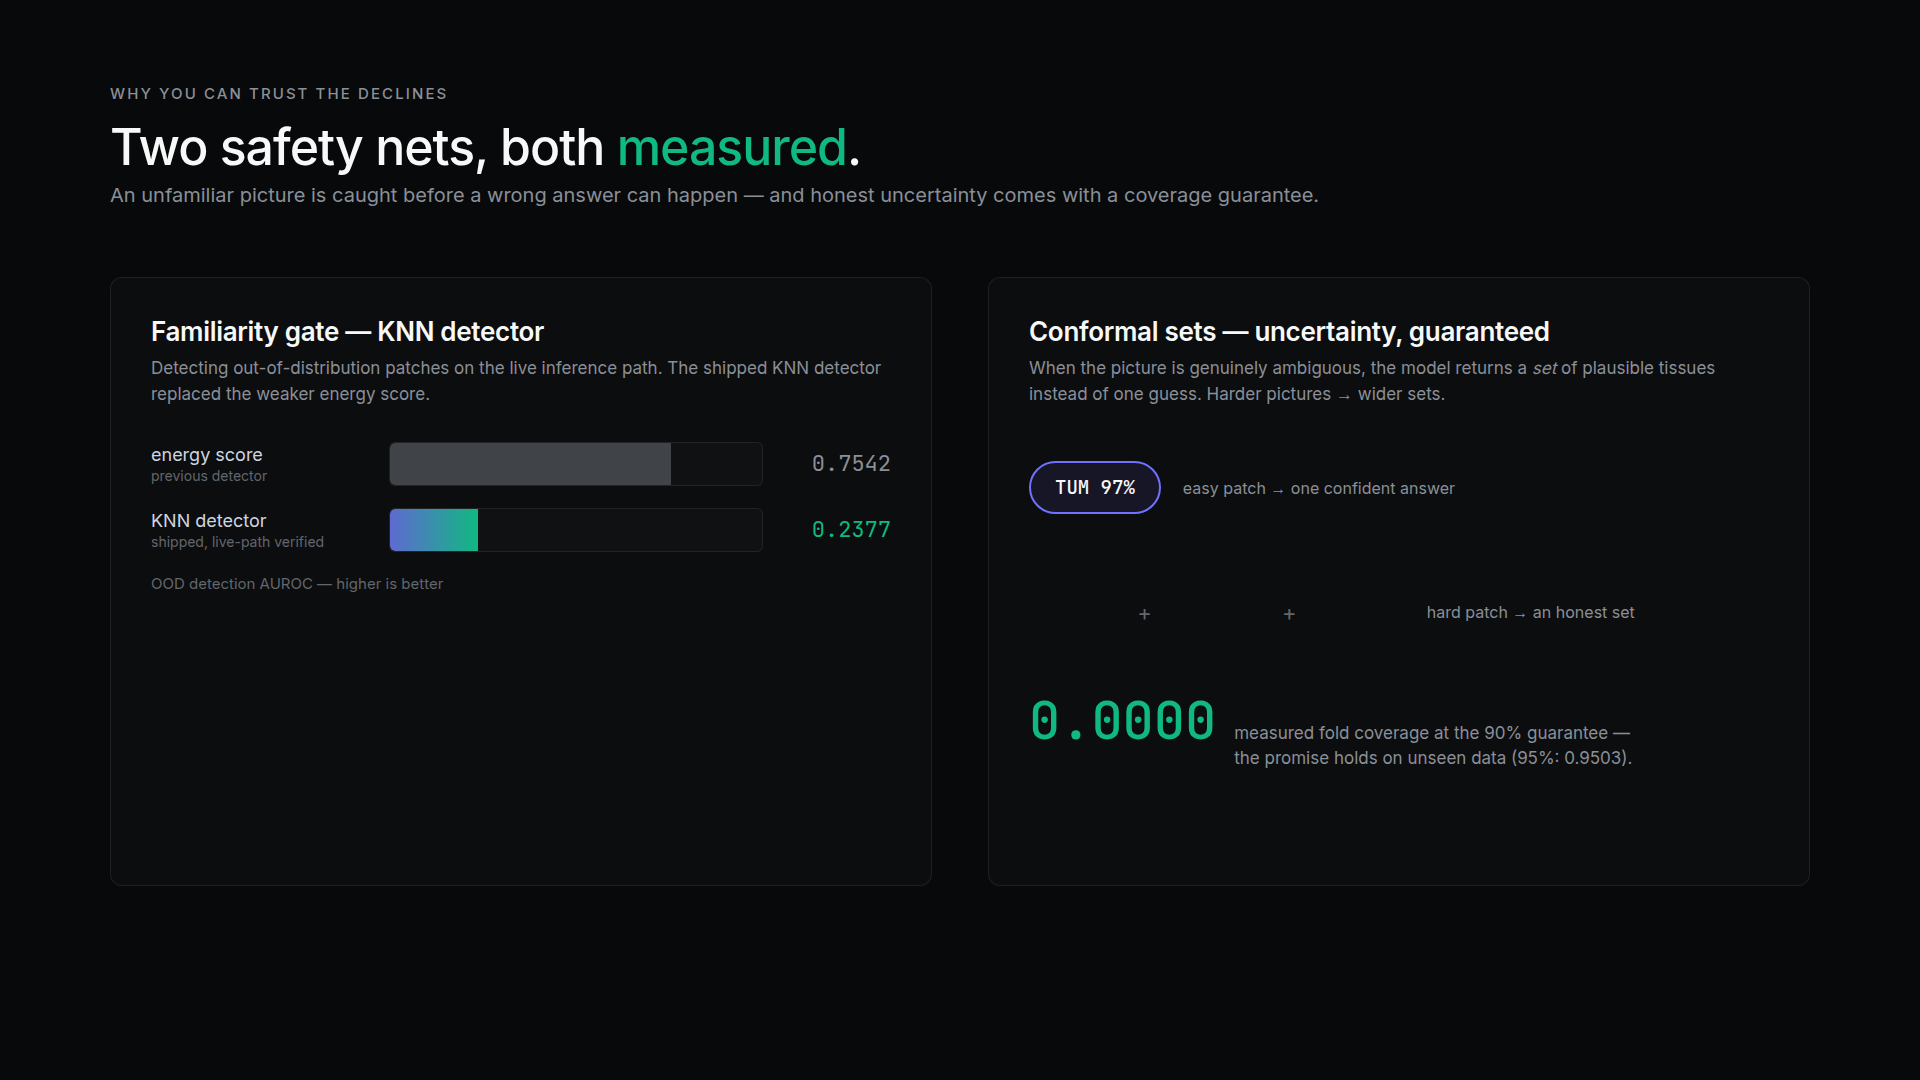 WHY YOU CAN TRUST THE DECLINES
Two safety nets, both measured.
An unfamiliar picture is caught before a wrong answer can happen — and honest uncertainty comes with a coverage guarantee.
Familiarity gate — KNN detector
Detecting out-of-distribution patches on the live inference path. The shipped KNN detector
replaced the weaker energy score.
energy score
previous detector
0.7542
KNN detector
shipped, live-path verified
0.2377
OOD detection AUROC — higher is better
Conformal sets — uncertainty, guaranteed
When the picture is genuinely ambiguous, the model returns a set of plausible tissues
instead of one guess. Harder pictures → wider sets.
TUM 97%
easy patch → one confident answer
+ + hard patch → an honest set
0.0000
measured fold coverage at the 90% guarantee —
the promise holds on unseen data (95%: 0.9503).